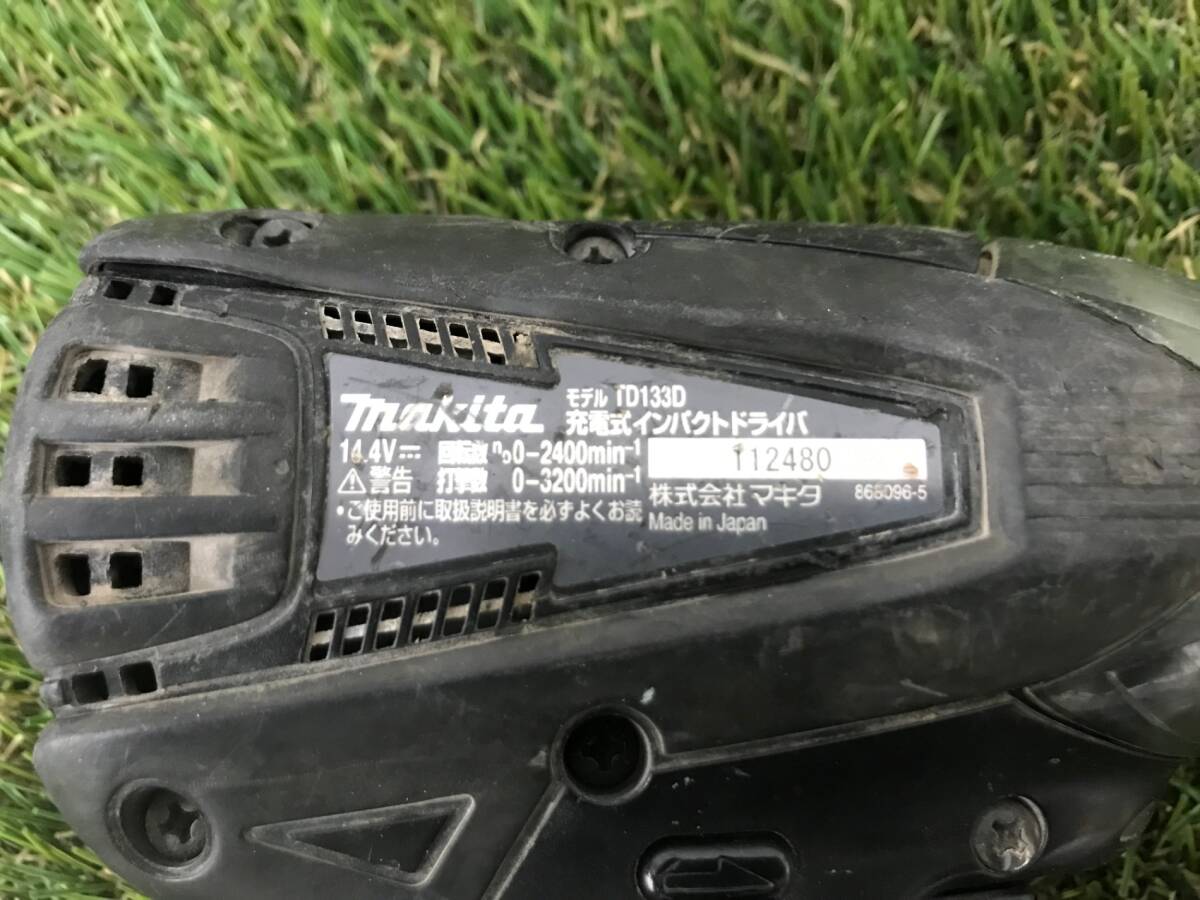 makita
モデル TD133D
充電式インパクトドライバ
14.4V⎓ 回転数 n₀0-2400min⁻¹
⚠警告 打撃数 0-3200min⁻¹
・ご使用前に取扱説明書を必ずよくお読
みください。
112480
株式会社 マキタ 865096-5
Made in Japan